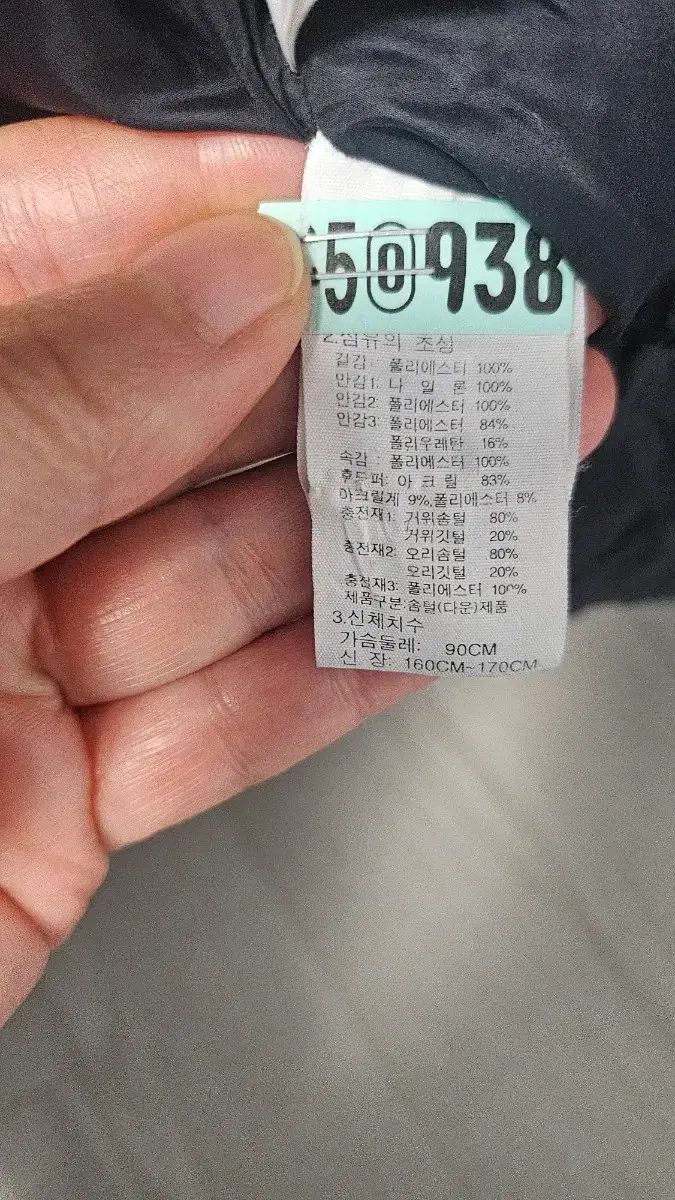 5 0 938
2.섬유의 조성
겉감: 폴리에스터 100%
안감1: 나 일 론 100%
안감2: 폴리에스터 100%
안감3: 폴리에스터 84%
폴리우레탄 16%
속감: 폴리에스터 100%
후드퍼: 아 크 릴 83%
아크릴계 9%,폴리에스터 8%
충전재1: 거위솜털 80%
거위깃털 20%
충전재2: 오리솜털 80%
오리깃털 20%
충전재3: 폴리에스터 100%
제품구분:솜털(다운)제품
3.신체치수
가슴둘레: 90CM
신 장: 160CM~170CM